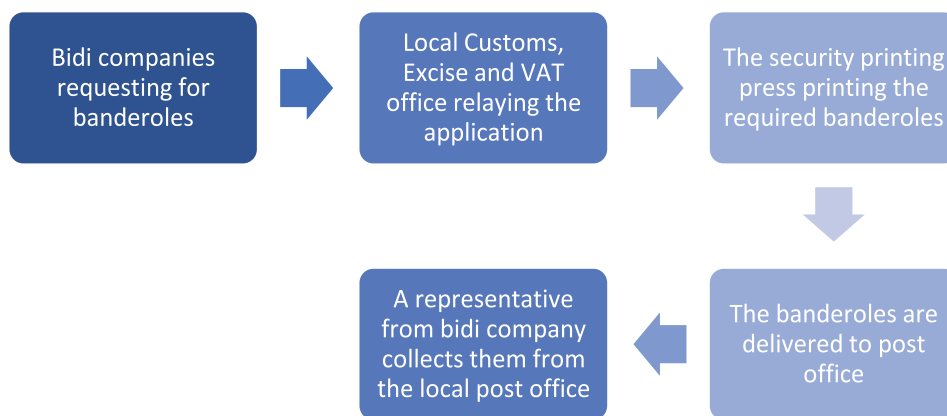 Bidi companies
requesting for
banderoles
Local Customs,
Excise and VAT
office relaying the
application
The security printing
press printing the
required banderoles
The banderoles are
delivered to post
office
A representative
from bidi company
collects them from
the local post office